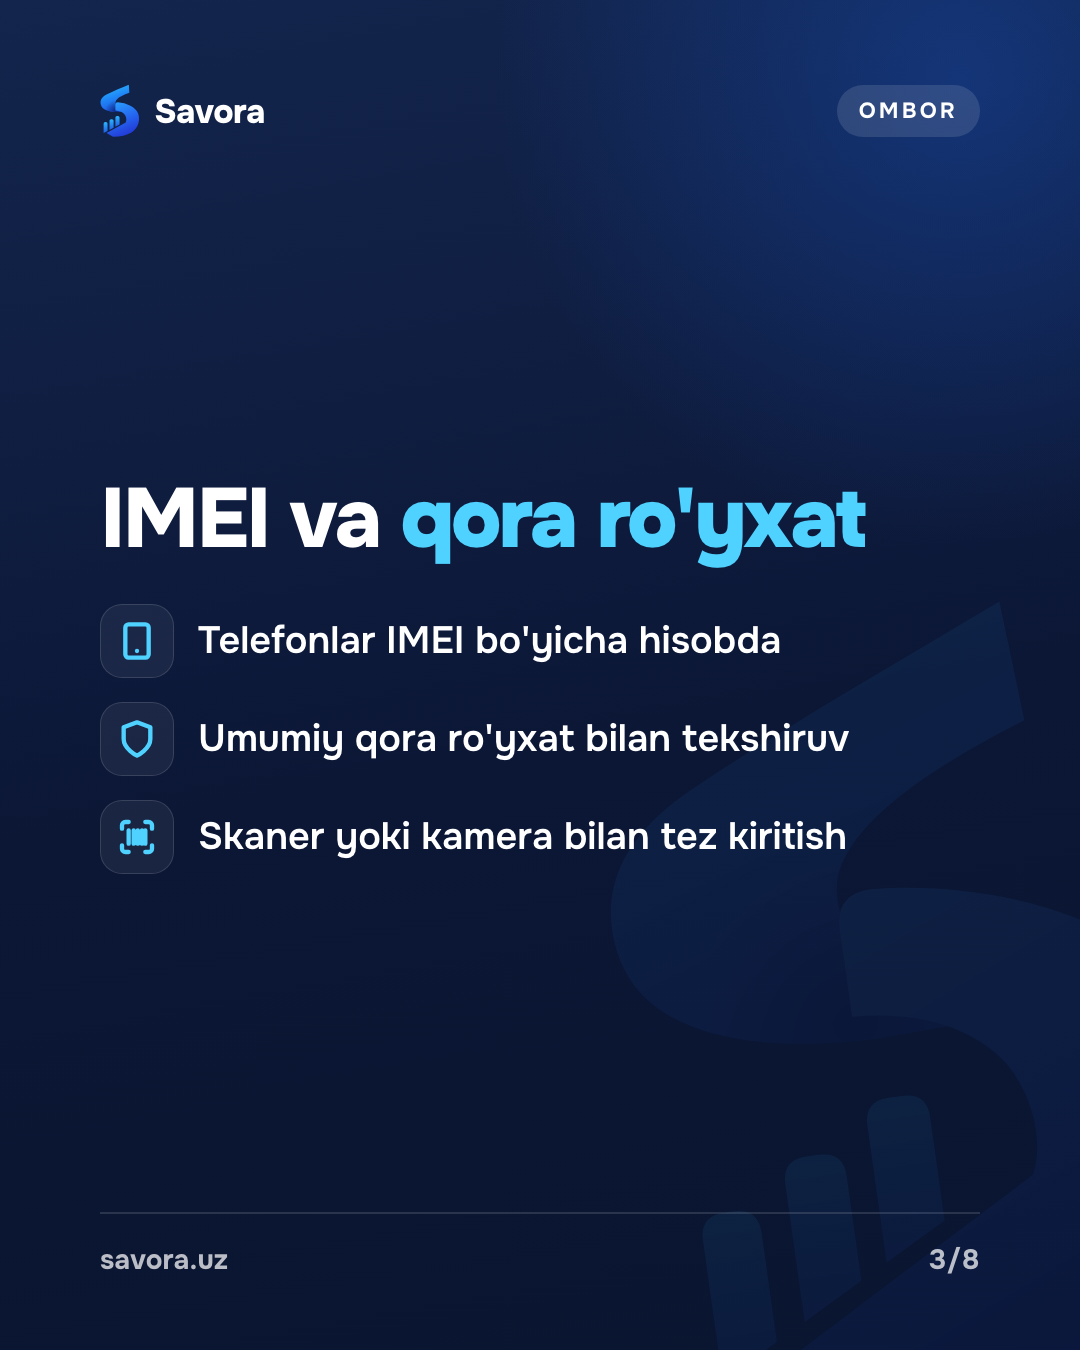 Savora
OMBOR
IMEI va qora ro'yxat
Telefonlar IMEI bo'yicha hisobda
Umumiy qora ro'yxat bilan tekshiruv
Skaner yoki kamera bilan tez kiritish
savora.uz
3/8